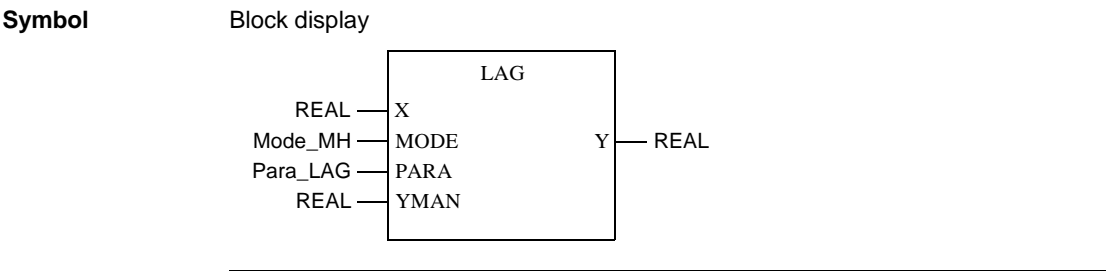 Symbol Block display
LAG
REAL X
Mode_MH MODE Y REAL
Para_LAG PARA
REAL YMAN